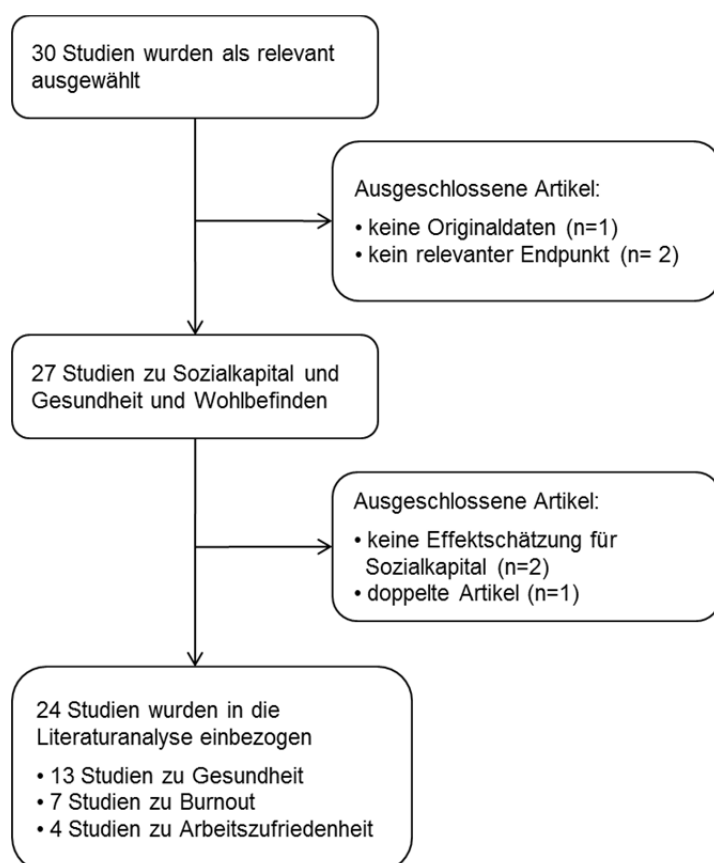 30 Studien wurden als relevant
ausgewählt
Ausgeschlossene Artikel:
• keine Originaldaten (n=1)
• kein relevanter Endpunkt (n= 2)
27 Studien zu Sozialkapital und
Gesundheit und Wohlbefinden
Ausgeschlossene Artikel:
• keine Effektschätzung für
Sozialkapital (n=2)
• doppelte Artikel (n=1)
24 Studien wurden in die
Literaturanalyse einbezogen
• 13 Studien zu Gesundheit
• 7 Studien zu Burnout
• 4 Studien zu Arbeitszufriedenheit